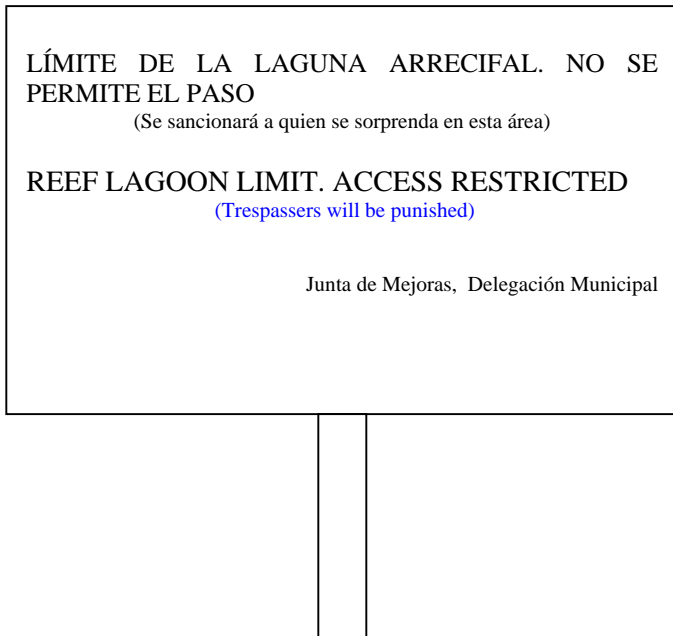 LÍMITE DE LA LAGUNA ARRECIFAL. NO SE
PERMITE EL PASO
(Se sancionará a quien se sorprenda en esta área)
REEF LAGOON LIMIT. ACCESS RESTRICTED
(Trespassers will be punished)
Junta de Mejoras, Delegación Municipal